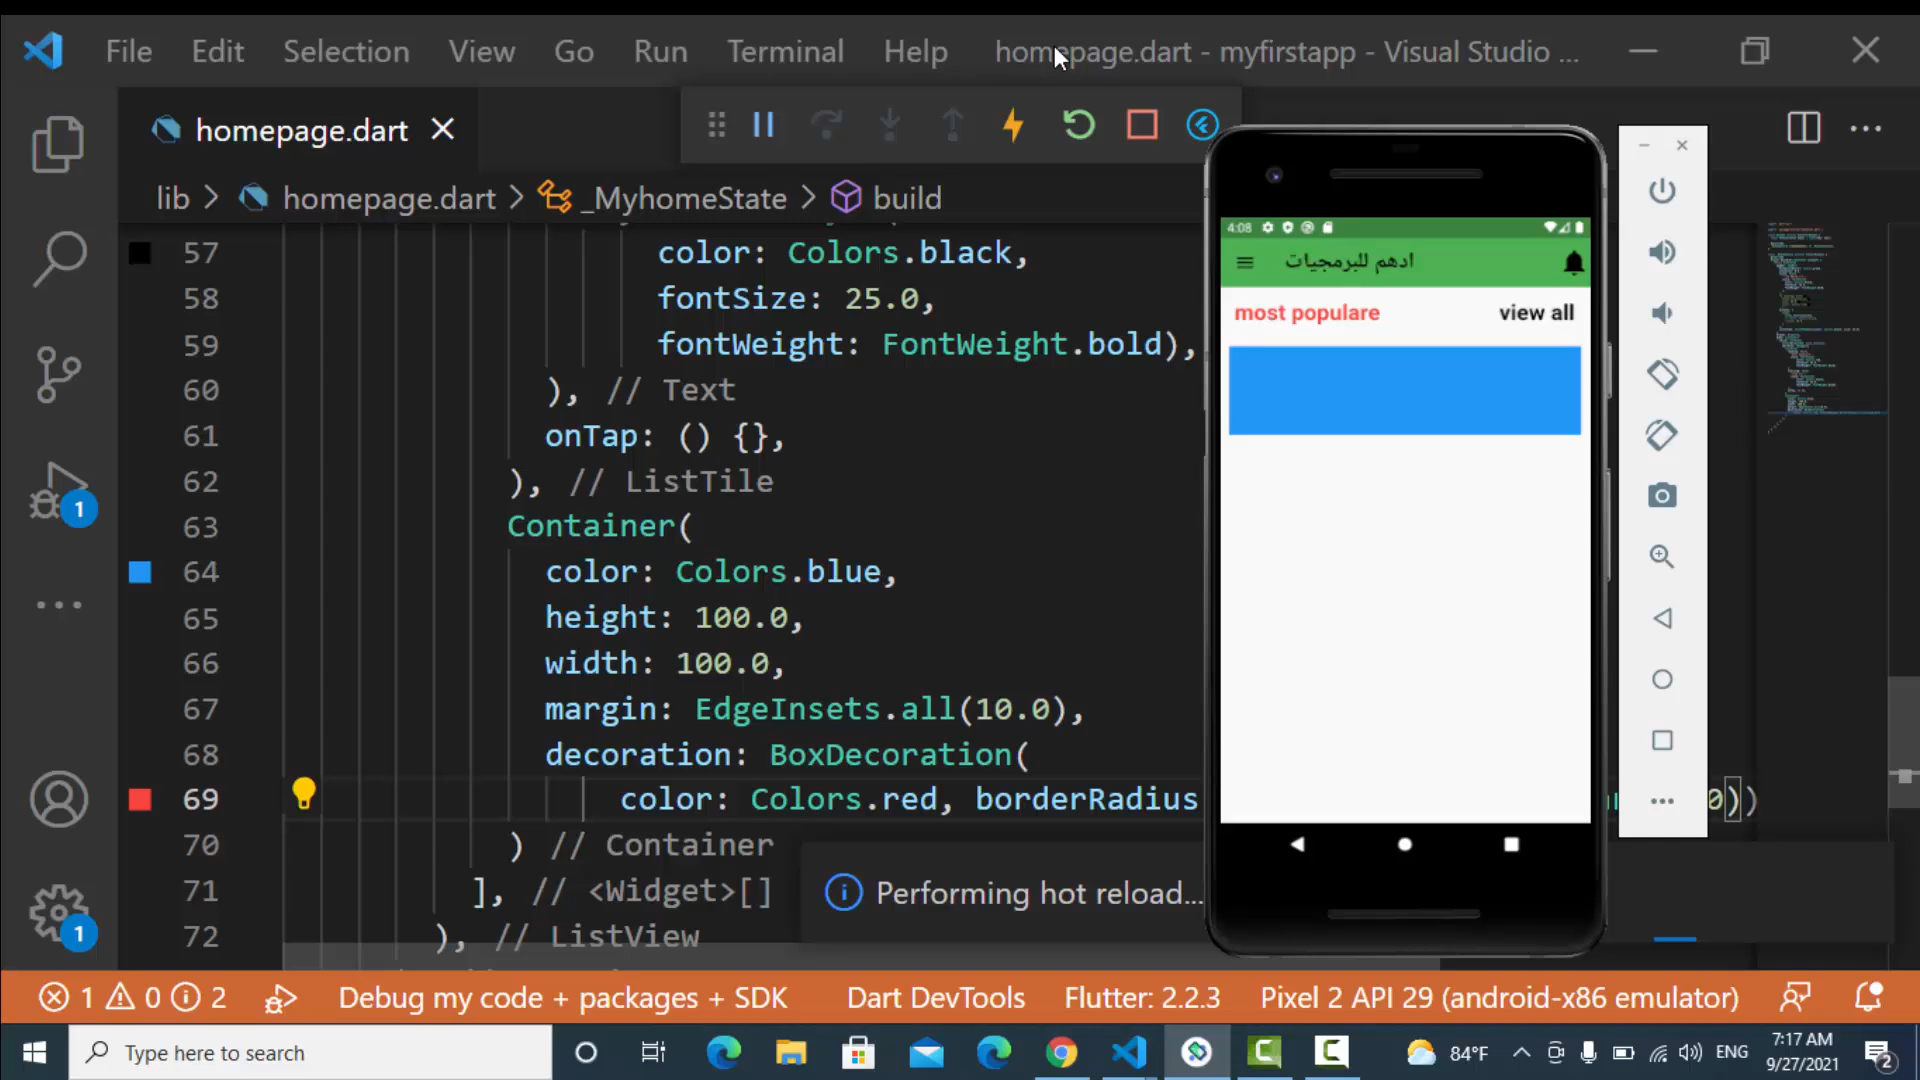 File Edit Selection View Go Run Terminal Help homepage.dart - myfirstapp - Visual Studio ...
homepage.dart
lib > homepage.dart > _MyhomeState > build
57 color: Colors.black,
58 fontSize: 25.0,
59 fontWeight: FontWeight.bold),
60 ), // Text
61 onTap: () {},
62 ), // ListTile
63 Container(
64 color: Colors.blue,
65 height: 100.0,
66 width: 100.0,
67 margin: EdgeInsets.all(10.0),
68 decoration: BoxDecoration(
69 color: Colors.red, borderRadius 0))
70 ) // Container
71 ], // <Widget>[]
72 ), // ListView
Performing hot reload...
4:08
ادهم للبرمجيات
most populare view all
1
1
1 0 2 Debug my code + packages + SDK Dart DevTools Flutter: 2.2.3 Pixel 2 API 29 (android-x86 emulator)
Type here to search 84°F ENG 7:17 AM
9/27/2021
2